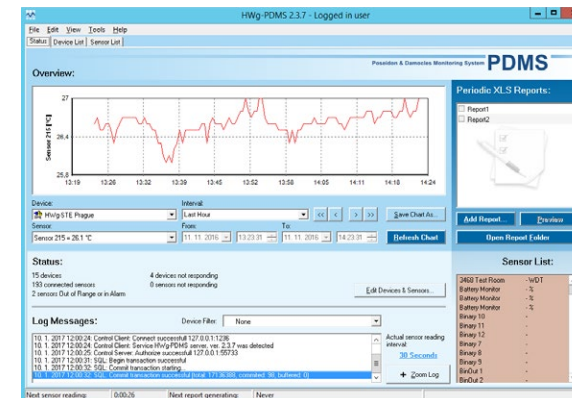 HWg-PDMS 2.3.7 - Logged in user
File Edit View Tools Help
Status Device List Sensor List
Overview:
Poseidon & Damocles Monitoring System PDMS
Sensor 215 [°C]
27
26,4
25,8
13:19 13:26 13:32 13:39 13:45 13:52 13:58 14:05 14:11 14:18 14:24
Device: Interval:
HWg-STE Prague Last Hour << < > >> Save Chart As...
Sensor: From: To:
Sensor 215 = 26.1 °C 11. 11. 2016 13:23:31 11. 11. 2016 14:23:31 Refresh Chart
Periodic XLS Reports:
Report1
Report2
Add Report... Preview
Open Report Folder
Status:
15 devices 4 devices not responding
193 connected sensors 0 sensors not responding
2 sensors Out of Range or in Alarm
Edit Devices & Sensors...
Log Messages: Device Filter: None
10. 1. 2017 12:00:24: Control Client: Connect successfull 127.0.0.1:1236
10. 1. 2017 12:00:24: Control Client: Service HWg-PDMS server, ver. 2.3.7 was detected
10. 1. 2017 12:00:25: Control Server: Authorize successfull 127.0.0.1:55733
10. 1. 2017 12:00:31: SQL: Begin transaction successful
10. 1. 2017 12:00:32: SQL: Commit transaction starting...
10. 1. 2017 12:00:32: SQL: Commit transaction successful (total: 17136388, commited: 98, buffered: 0)
Actual sensor reading
interval
30 Seconds
+ Zoom Log
Sensor List:
3468 Test Room - WDT
Battery Monitor - %
Battery Monitor - %
Battery Monitor - %
Binary 10 -
Binary 11 -
Binary 12 -
Binary 7 -
Binary 8 -
Binary 9 -
BinOut 1 -
BinOut 2 -
Next sensor reading: 0:00:26 Next report generating: Never